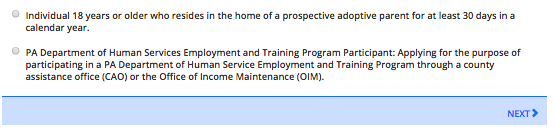 Individual 18 years or older who resides in the home of a prospective adoptive parent for at least 30 days in a
calendar year.
PA Department of Human Services Employment and Training Program Participant: Applying for the purpose of
participating in a PA Department of Human Service Employment and Training Program through a county
assistance office (CAO) or the Office of Income Maintenance (OIM).
NEXT